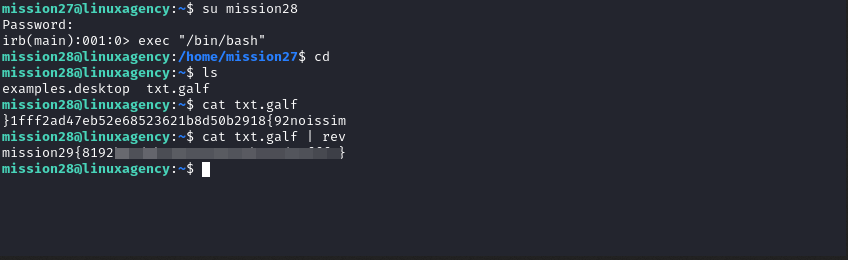 mission27@linuxagency:~$ su mission28
Password:
irb(main):001:0> exec "/bin/bash"
mission28@linuxagency:/home/mission27$ cd
mission28@linuxagency:~$ ls
examples.desktop  txt.galf
mission28@linuxagency:~$ cat txt.galf
}1fff2ad47eb52e68523621b8d50b2918{92noissim
mission28@linuxagency:~$ cat txt.galf | rev
mission29{8192
}
mission28@linuxagency:~$